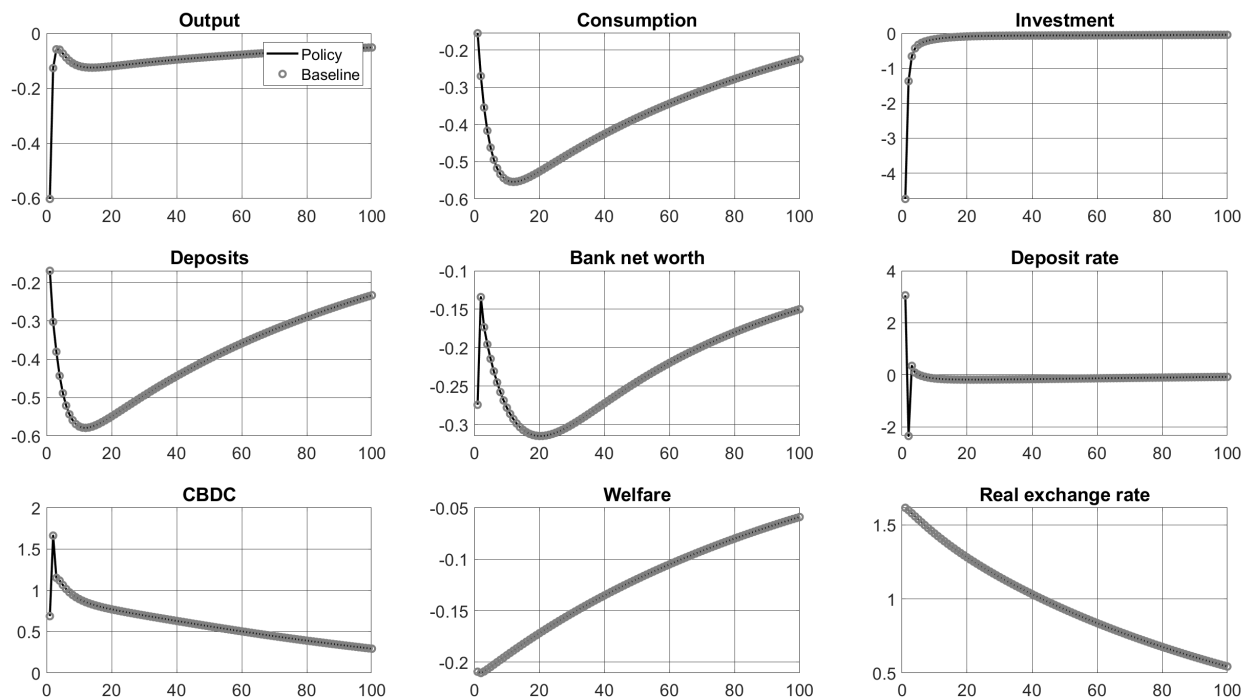 Output
0
-0.2
-0.4
-0.6
0 20 40 60 80 100
Policy
Baseline
Consumption
-0.2
-0.3
-0.4
-0.5
-0.6
0 20 40 60 80 100
Investment
0
-1
-2
-3
-4
0 20 40 60 80 100
Deposits
-0.2
-0.3
-0.4
-0.5
-0.6
0 20 40 60 80 100
Bank net worth
-0.1
-0.15
-0.2
-0.25
-0.3
0 20 40 60 80 100
Deposit rate
4
2
0
-2
0 20 40 60 80 100
CBDC
2
1.5
1
0.5
0
0 20 40 60 80 100
Welfare
-0.05
-0.1
-0.15
-0.2
0 20 40 60 80 100
Real exchange rate
1.5
1
0.5
0 20 40 60 80 100